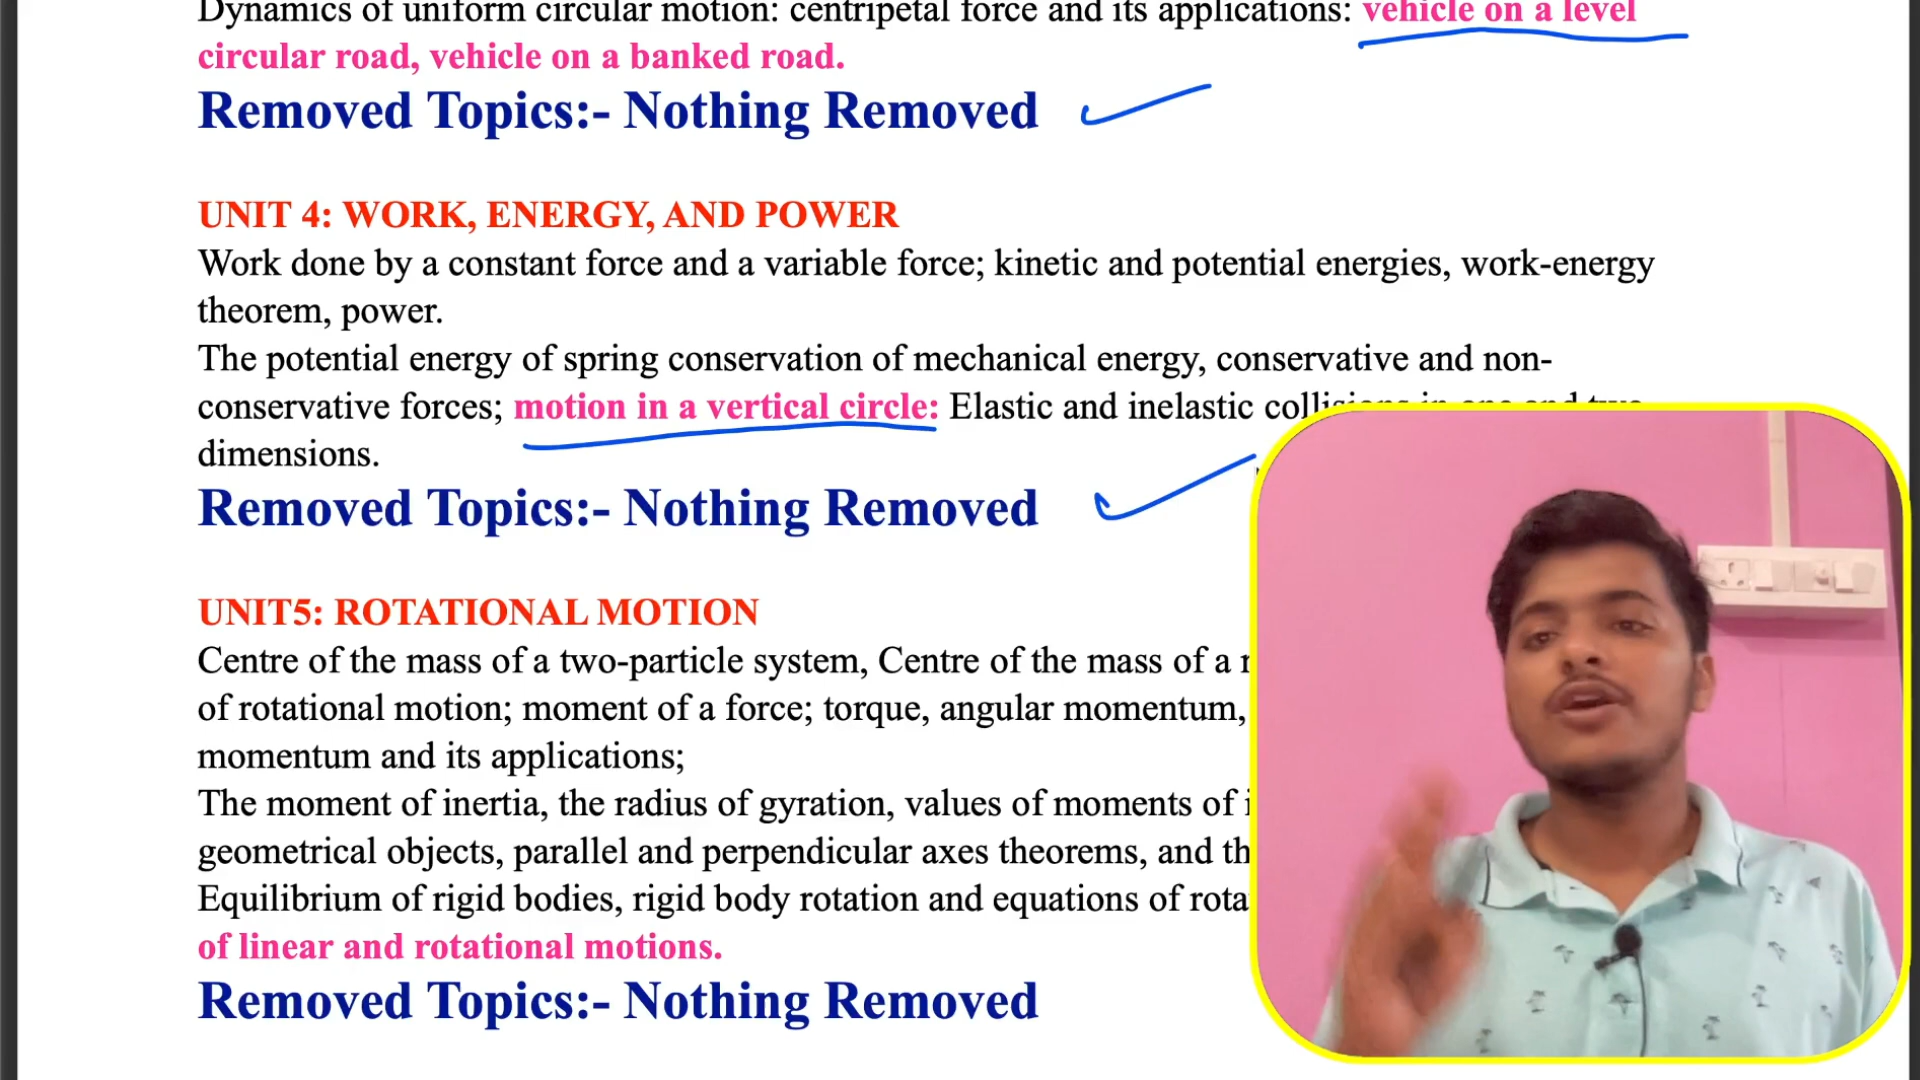 Dynamics of uniform circular motion: centripetal force and its applications: vehicle on a level
circular road, vehicle on a banked road.
Removed Topics:- Nothing Removed
UNIT 4: WORK, ENERGY, AND POWER
Work done by a constant force and a variable force; kinetic and potential energies, work-energy
theorem, power.
The potential energy of spring conservation of mechanical energy, conservative and non-
conservative forces; motion in a vertical circle: Elastic and inelastic collisions in one and two
dimensions.
Removed Topics:- Nothing Removed
UNIT5: ROTATIONAL MOTION
Centre of the mass of a two-particle system, Centre of the mass of a
of rotational motion; moment of a force; torque, angular momentum,
momentum and its applications;
The moment of inertia, the radius of gyration, values of moments of
geometrical objects, parallel and perpendicular axes theorems, and
Equilibrium of rigid bodies, rigid body rotation and equations of
of linear and rotational motions.
Removed Topics:- Nothing Removed